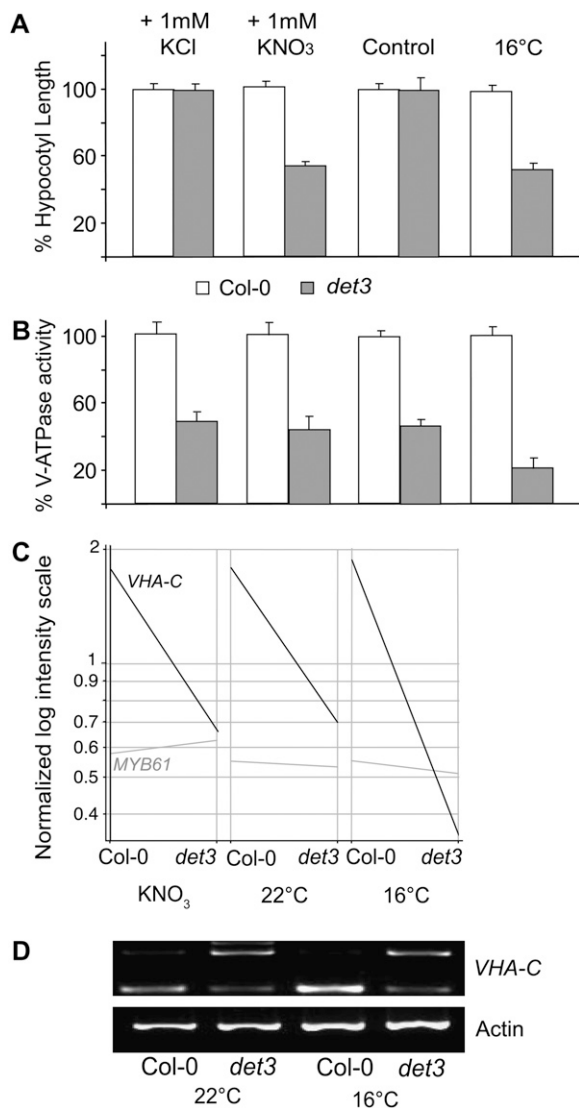 A
+ 1mM KCl
+ 1mM KNO₃
Control
16°C
% Hypocotyl Length
100
60
20
Col-0
det3
B
% V-ATPase activity
100
60
20
C
Normalized log intensity scale
2
1
0.9
0.7
0.6
0.5
0.4
VHA-C
MYB61
Col-0 det3 Col-0 det3 Col-0 det3
KNO₃ 22°C 16°C
D
VHA-C
Actin
Col-0 det3 Col-0 det3
22°C 16°C